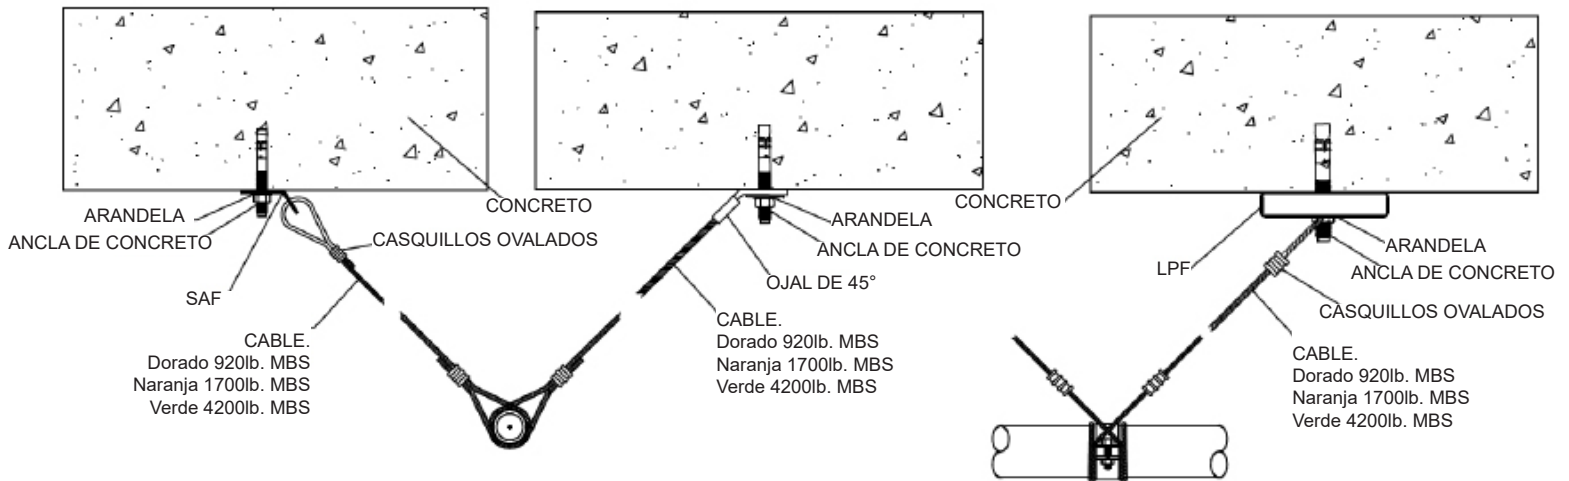 ARANDELA
ANCLA DE CONCRETO
SAF
CONCRETO
CASQUILLOS OVALADOS
CABLE.
Dorado 920lb. MBS
Naranja 1700lb. MBS
Verde 4200lb. MBS
ARANDELA
ANCLA DE CONCRETO
OJAL DE 45°
CABLE.
Dorado 920lb. MBS
Naranja 1700lb. MBS
Verde 4200lb. MBS
CONCRETO
LPF
ARANDELA
ANCLA DE CONCRETO
CASQUILLOS OVALADOS
CABLE.
Dorado 920lb. MBS
Naranja 1700lb. MBS
Verde 4200lb. MBS